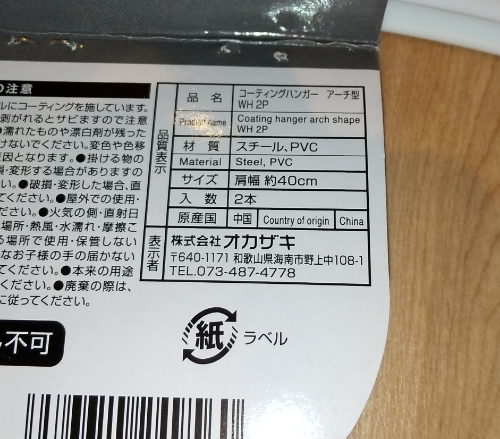 の注意
ルにコーティングを施しています。
剥がれるとサビますので注意
●濡れたものや漂白剤が残った
けないでください。変色や色移
原因となります。●掛ける物の
損・変形する場合がありますの
い。●破損・変形した場合、直
てください。●屋外での使用・
ださい。●火気の側・直射日
場所・熱風・水濡れ・摩擦こ
る場所で使用・保管しない
なお子様の手の届かない
てください。●本来の用途
ください。●廃棄の際は、
に従ってください。
不可
品質表示
品名 コーティングハンガー アーチ型
WH 2P
Product name Coating hanger arch shape
WH 2P
材質 スチール、PVC
Material Steel, PVC
サイズ 肩幅 約40cm
入数 2本
原産国 中国 Country of origin China
表示者
株式会社オカザキ
〒640-1171 和歌山県海南市野上中108-1
TEL.073-487-4778
紙 ラベル